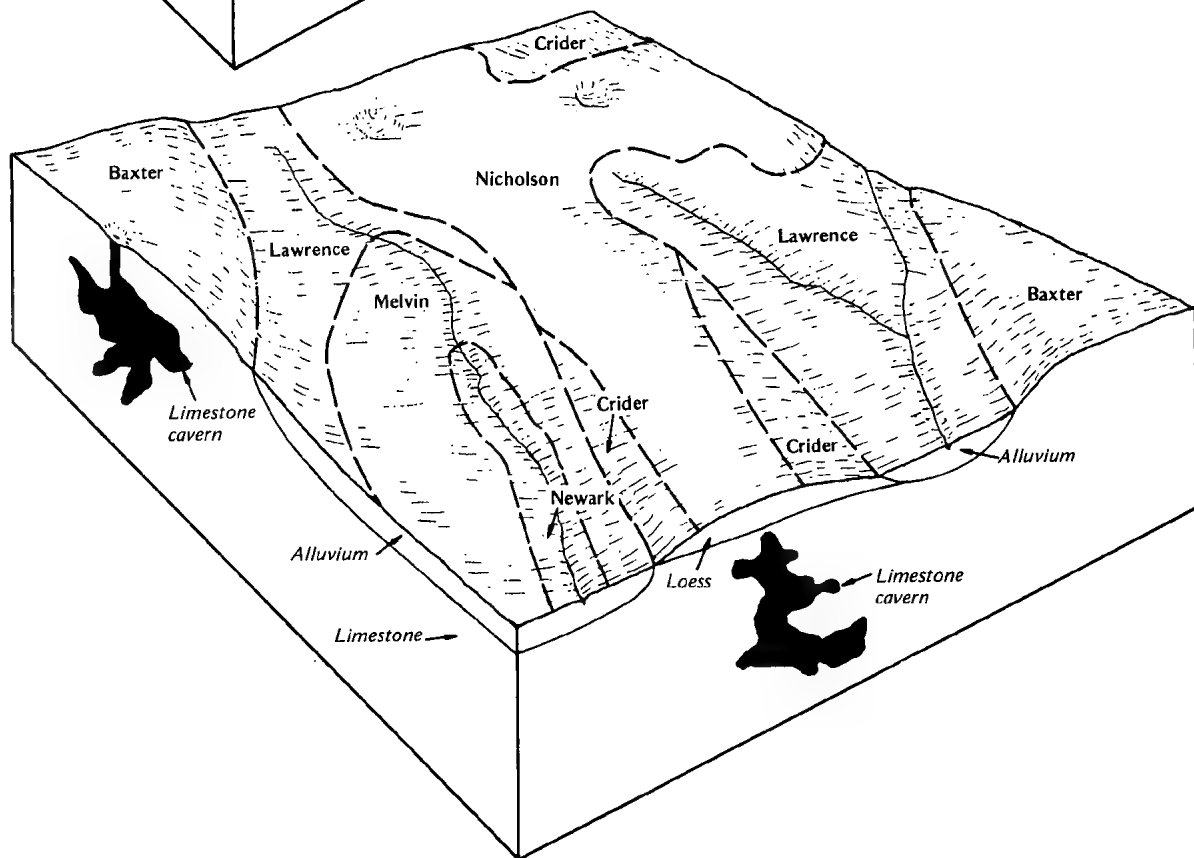 Crider
Baxter
Nicholson
Lawrence
Lawrence
Melvin
Baxter
Limestone
cavern
Crider
Crider
Alluvium
Newark
Alluvium
Loess
Limestone
cavern
Limestone